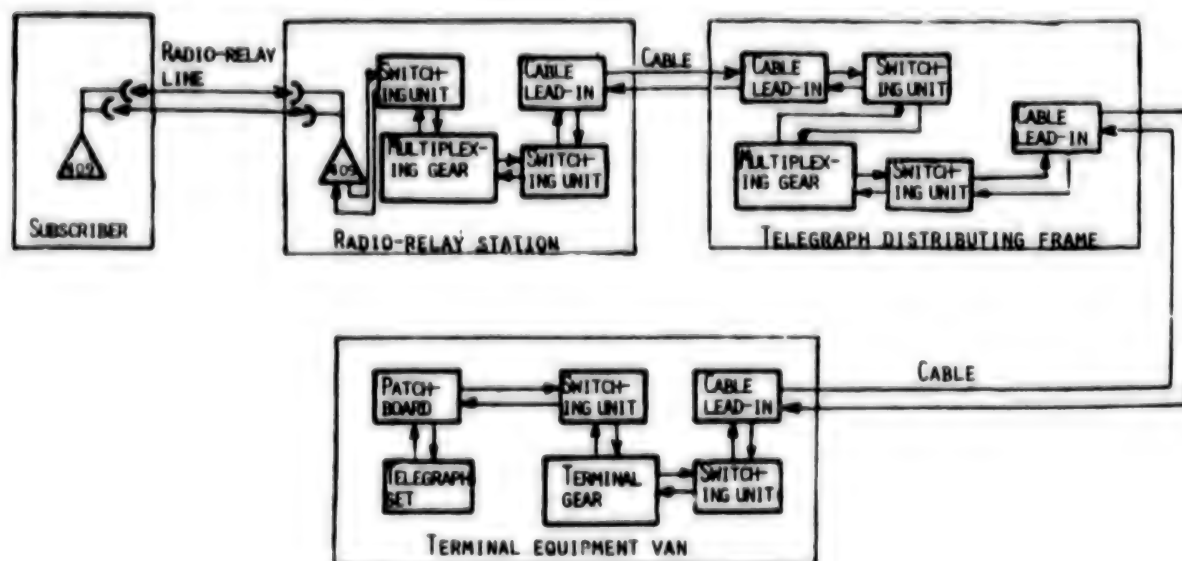 RADIO-RELAY
LINE
409
SUBSCRIBER
SWITCH-
ING UNIT
CABLE
LEAD-IN
409
MULTIPLEX-
ING GEAR
SWITCH-
ING UNIT
RADIO-RELAY STATION
CABLE
CABLE
LEAD-IN
SWITCH-
ING UNIT
CABLE
LEAD-IN
MULTIPLEX-
ING GEAR
SWITCH-
ING UNIT
TELEGRAPH DISTRIBUTING FRAME
PATCH-
BOARD
SWITCH-
ING UNIT
CABLE
LEAD-IN
CABLE
TELEGRAPH
SET
TERMINAL
GEAR
SWITCH-
ING UNIT
TERMINAL EQUIPMENT VAN